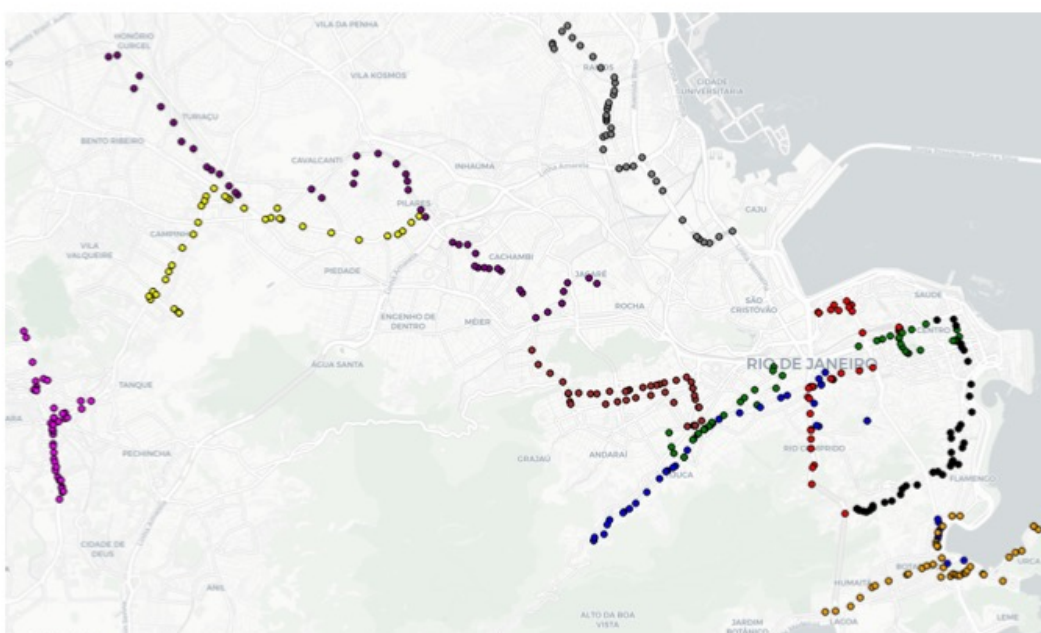 VILA DA PENHA
HONÓRIO
GURGEL
RAMOS
VILA KOSMOS
CIDADE
UNIVERSITÁRIA
TURIAÇU
BENTO RIBEIRO
CAVALCANTI
INHAÚMA
PILARES
CAJU
CAMPINHO
VILA
VALQUEIRE
CACHAMBI
PIEDADE
JACARÉ
SAÚDE
ROCHA
SÃO
CRISTÓVÃO
ENGENHO DE
DENTRO
MÉIER
CENTRO
ÁGUA SANTA
RIO DE JANEIRO
TANQUE
PECHINCHA
GRAJAÚ
ANDARAÍ
RIO COMPRIDO
FLAMENGO
CIDADE DE
DEUS
HUMAITÁ
URCA
ANIL
ALTO DA BOA
VISTA
JARDIM
BOTÂNICO
LAGOA
LEME